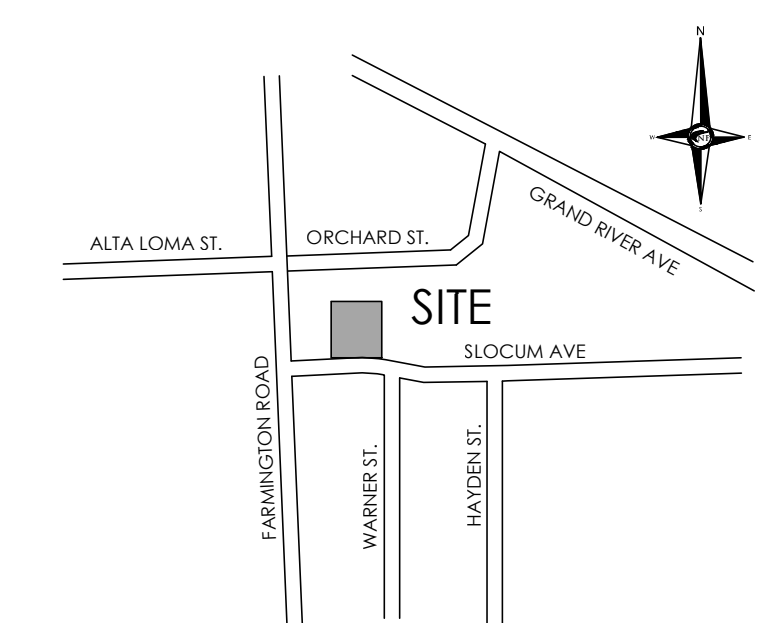 N
W
E
S
ALTA LOMA ST.
ORCHARD ST.
GRAND RIVER AVE
SITE
SLOCUM AVE
FARMINGTON ROAD
WARNER ST.
HAYDEN ST.